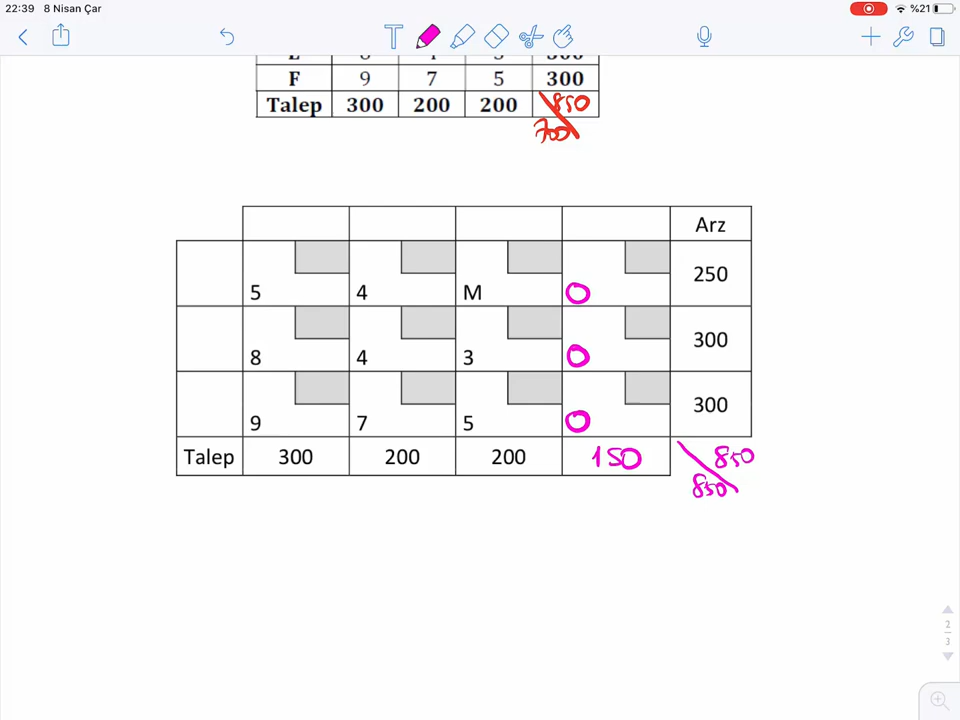 22:39 8 Nisan Çar %21
T
F 9 7 5 300
Talep 300 200 200 850
700
Arz
5 4 M 0 250
8 4 3 0 300
9 7 5 0 300
Talep 300 200 200 150 850
850
2
3